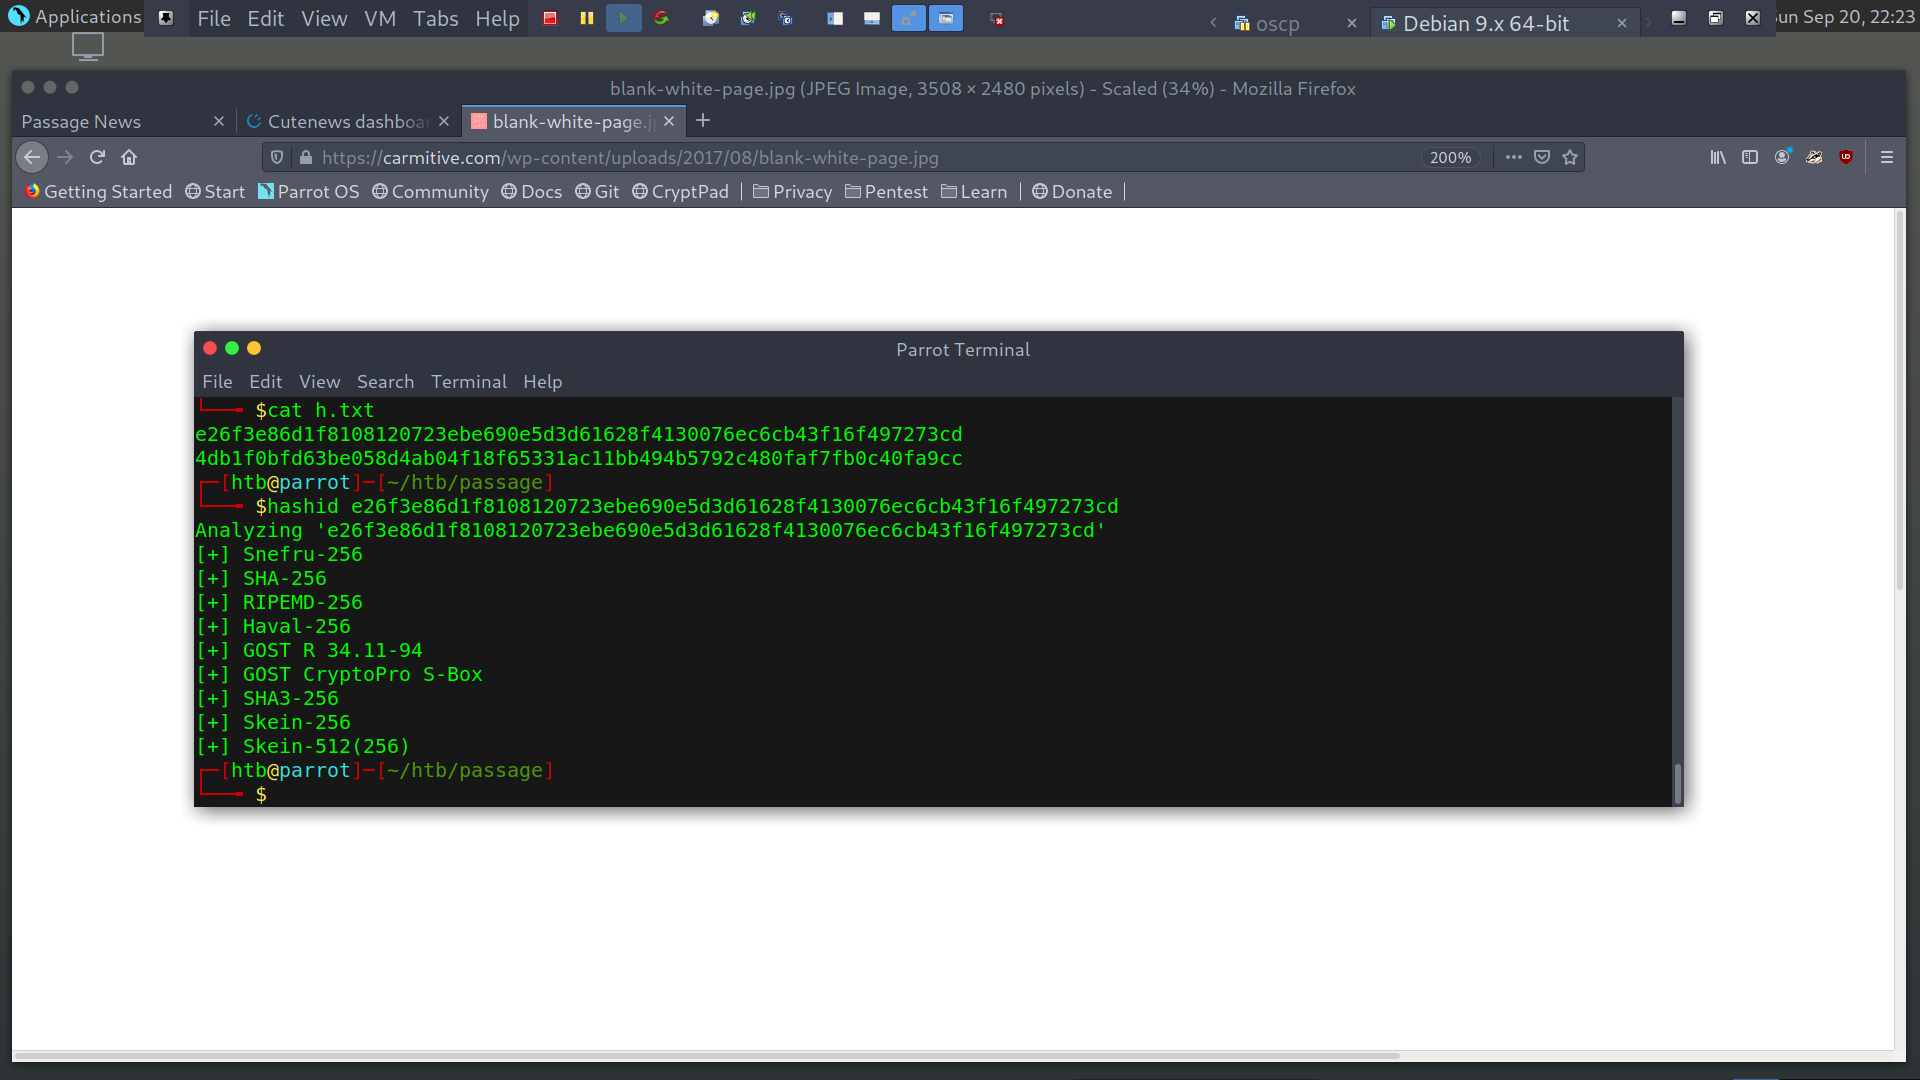 Applications File Edit View VM Tabs Help oscp Debian 9.x 64-bit Sun Sep 20, 22:23
blank-white-page.jpg (JPEG Image, 3508 × 2480 pixels) - Scaled (34%) - Mozilla Firefox
Passage News Cutenews dashboar blank-white-page.j
https://carmitive.com/wp-content/uploads/2017/08/blank-white-page.jpg 200%
Getting Started Start Parrot OS Community Docs Git CryptPad Privacy Pentest Learn Donate
Parrot Terminal
File Edit View Search Terminal Help
$cat h.txt
e26f3e86d1f8108120723ebe690e5d3d61628f4130076ec6cb43f16f497273cd
4db1f0bfd63be058d4ab04f18f65331ac11bb494b5792c480faf7fb0c40fa9cc
[htb@parrot]─[~/htb/passage]
$hashid e26f3e86d1f8108120723ebe690e5d3d61628f4130076ec6cb43f16f497273cd
Analyzing 'e26f3e86d1f8108120723ebe690e5d3d61628f4130076ec6cb43f16f497273cd'
[+] Snefru-256
[+] SHA-256
[+] RIPEMD-256
[+] Haval-256
[+] GOST R 34.11-94
[+] GOST CryptoPro S-Box
[+] SHA3-256
[+] Skein-256
[+] Skein-512(256)
[htb@parrot]─[~/htb/passage]
$